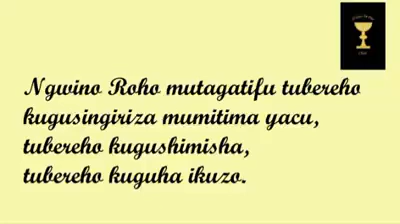 Ngwino Roho mutagatifu tubereho
kugusingiriza mumitima yacu,
tubereho kugushimisha,
tubereho kuguha ikuzo.